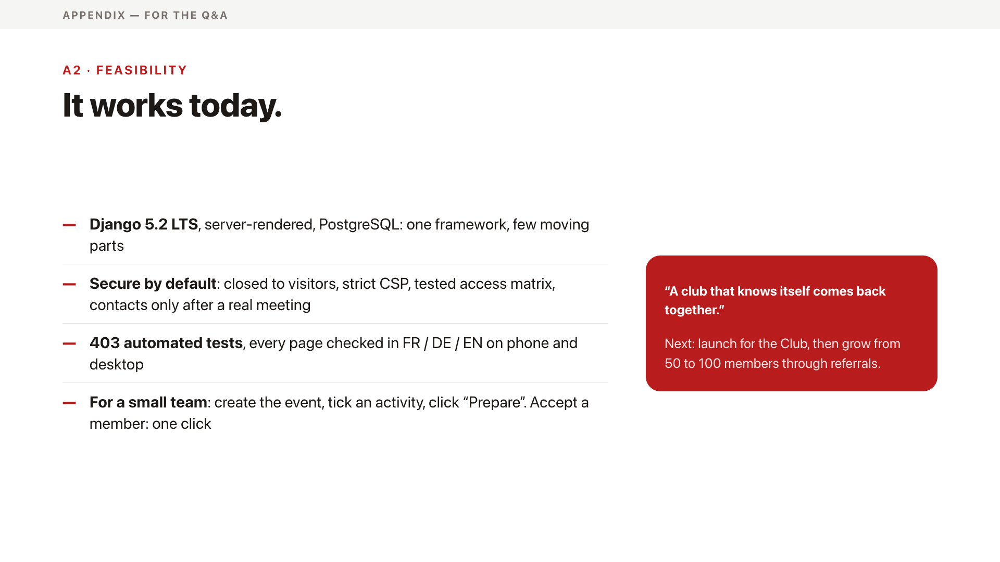 APPENDIX — FOR THE Q&A
A2 · FEASIBILITY
It works today.
— Django 5.2 LTS, server-rendered, PostgreSQL: one framework, few moving
parts
— Secure by default: closed to visitors, strict CSP, tested access matrix,
contacts only after a real meeting
— 403 automated tests, every page checked in FR / DE / EN on phone and
desktop
— For a small team: create the event, tick an activity, click “Prepare”. Accept a
member: one click
“A club that knows itself comes back
together.”
Next: launch for the Club, then grow from
50 to 100 members through referrals.